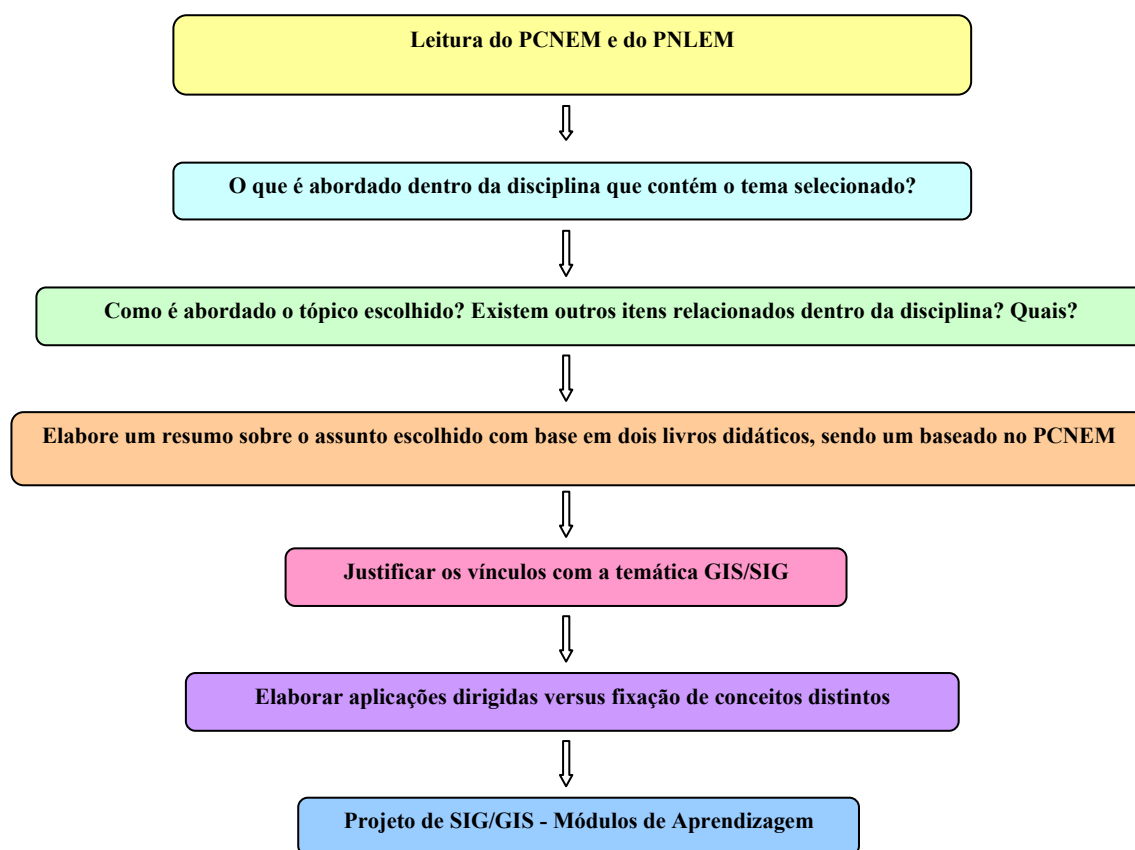 Leitura do PCNEM e do PNLEM
O que é abordado dentro da disciplina que contém o tema selecionado?
Como é abordado o tópico escolhido? Existem outros itens relacionados dentro da disciplina? Quais?
Elabore um resumo sobre o assunto escolhido com base em dois livros didáticos, sendo um baseado no PCNEM
Justificar os vínculos com a temática GIS/SIG
Elaborar aplicações dirigidas versus fixação de conceitos distintos
Projeto de SIG/GIS - Módulos de Aprendizagem